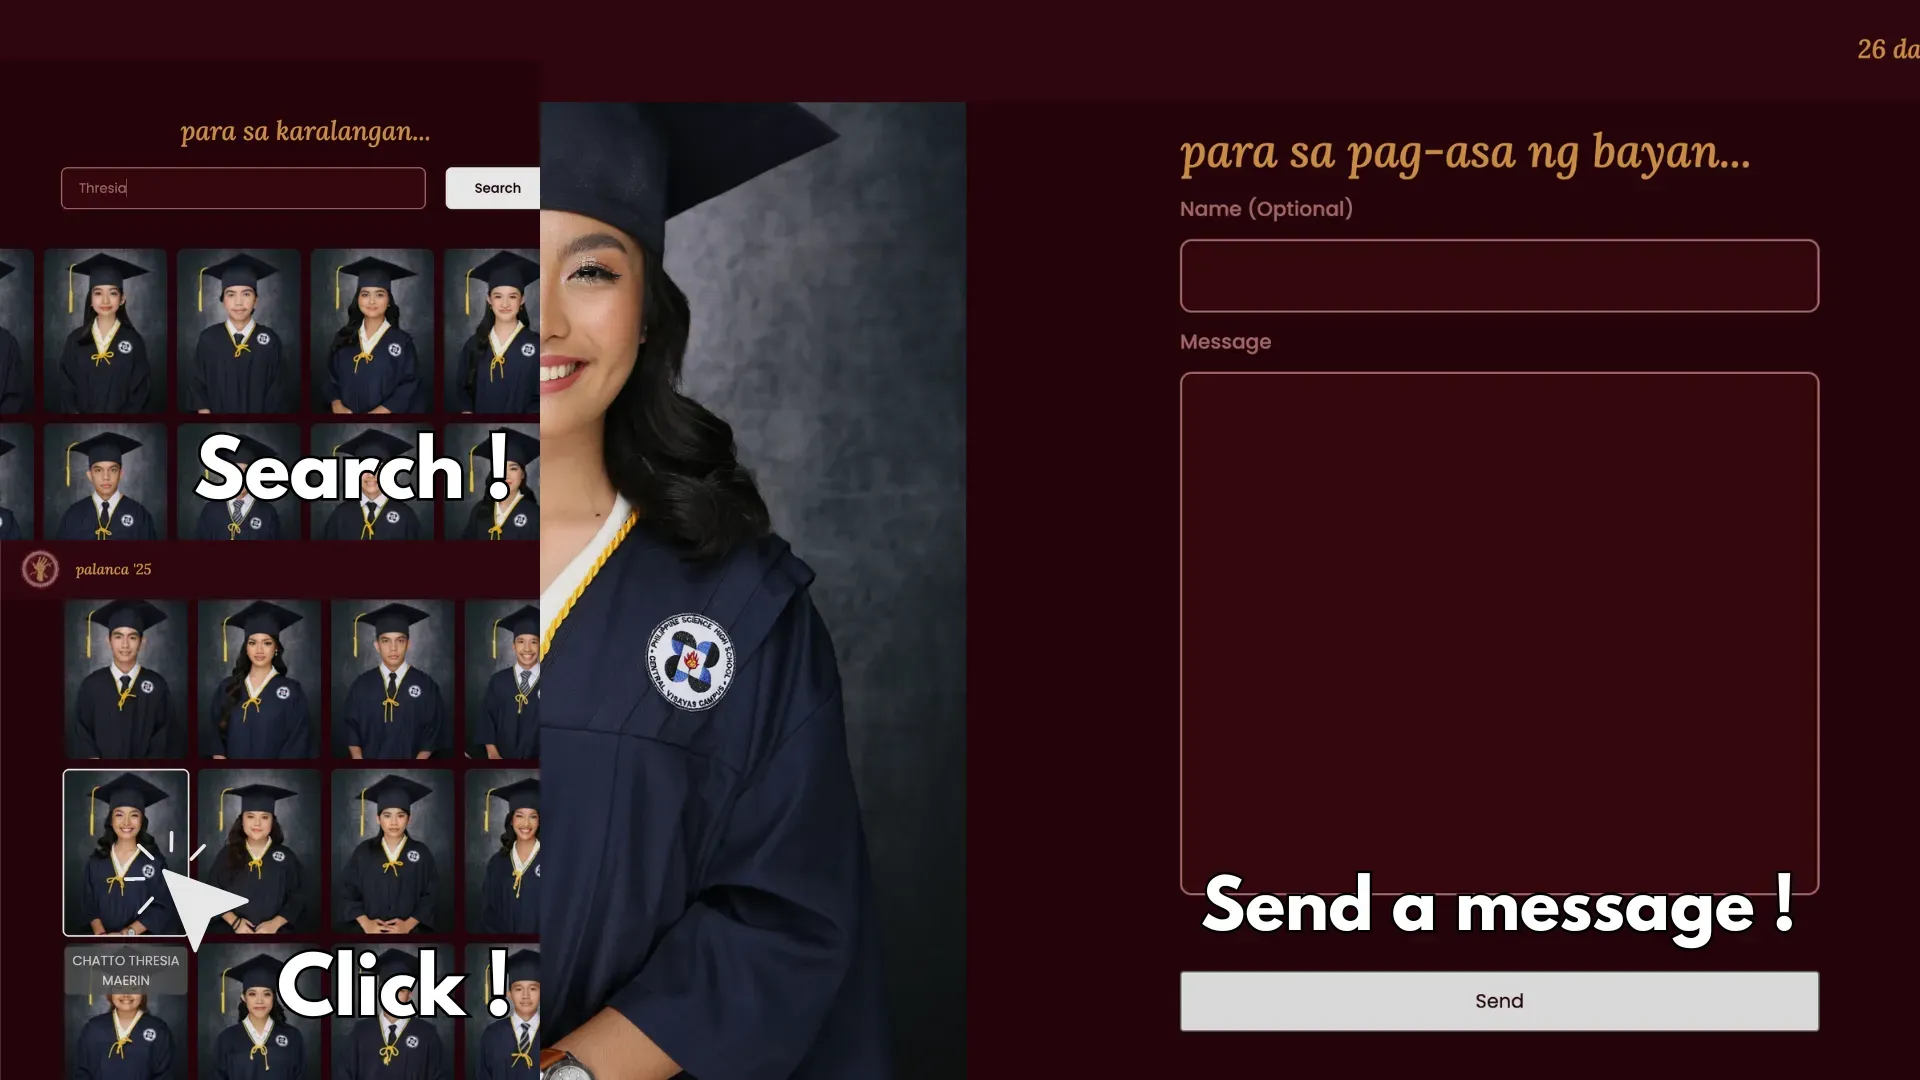 26 da
para sa karalangan...
Thresia
Search
Search !
palanca '25
CHATTO THRESIA
MAERIN
Click !
PHILIPPINE SCIENCE HIGH SCHOOL
CENTRAL VISAYAS CAMPUS
para sa pag-asa ng bayan...
Name (Optional)
Message
Send a message !
Send